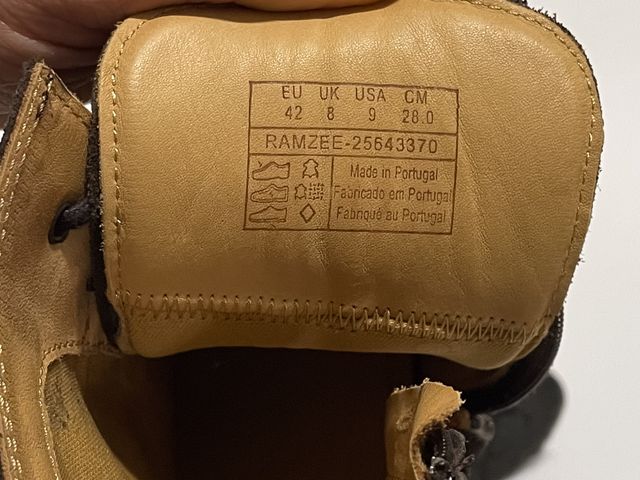 EU UK USA CM
42 8 9 28.0
RAMZEE-25643370
Made in Portugal
Fabricado em Portugal
Fabriqué au Portugal